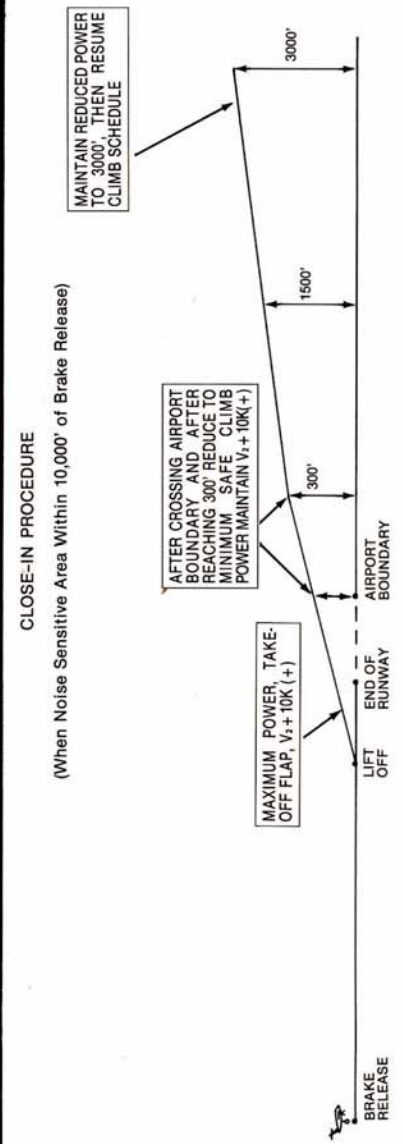 CLOSE-IN PROCEDURE
(When Noise Sensitive Area Within 10,000' of Brake Release)
MAXIMUM POWER, TAKE-
OFF FLAP, V₂+10K (+)
AFTER CROSSING AIRPORT
BOUNDARY AND AFTER
REACHING 300' REDUCE TO
MINIMUM SAFE CLIMB
POWER MAINTAIN V₂+10K(+)
MAINTAIN REDUCED POWER
TO 3000', THEN RESUME
CLIMB SCHEDULE
300'
1500'
3000'
BRAKE
RELEASE
LIFT
OFF
END OF
RUNWAY
AIRPORT
BOUNDARY